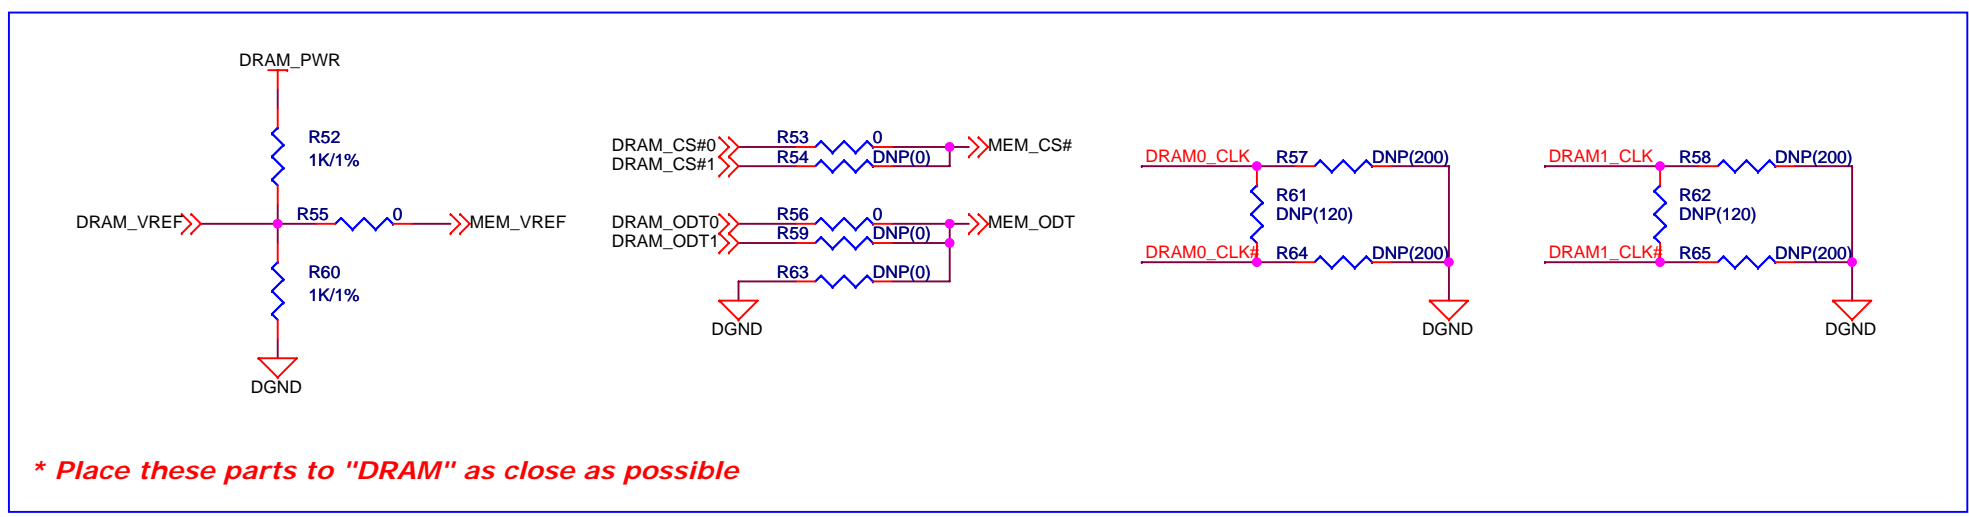 DRAM_PWR
R52
1K/1%
DRAM_VREF
R55
0
MEM_VREF
R60
1K/1%
DGND
DRAM_CS#0
R53
0
MEM_CS#
DRAM_CS#1
R54
DNP(0)
DRAM_ODT0
R56
0
MEM_ODT
DRAM_ODT1
R59
DNP(0)
R63
DNP(0)
DGND
DRAM0_CLK
R57
DNP(200)
R61
DNP(120)
DRAM0_CLK#
R64
DNP(200)
DGND
DRAM1_CLK
R58
DNP(200)
R62
DNP(120)
DRAM1_CLK#
R65
DNP(200)
DGND
* Place these parts to "DRAM" as close as possible